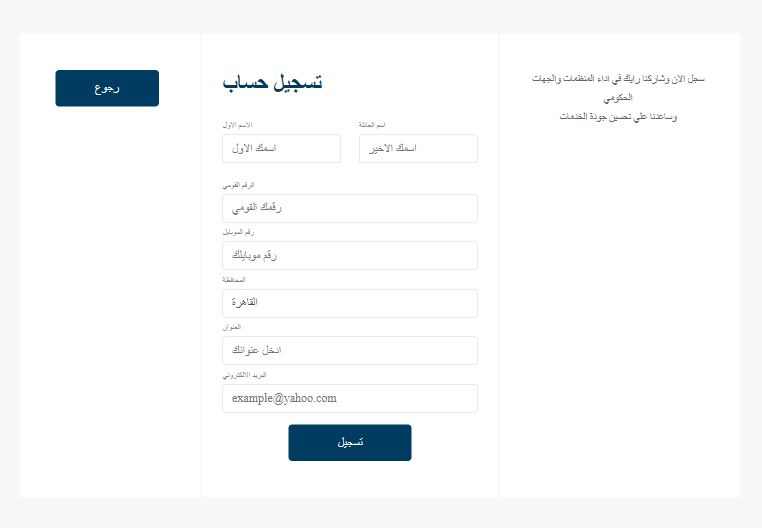 رجوع
تسجيل حساب
الاسم الاول
اسم العائلة
اسمك الاول
اسمك الاخير
الرقم القومي
رقمك القومي
رقم الموبايل
رقم موبايلك
المحافظة
القاهرة
العنوان
ادخل عنوانك
البريد الالكتروني
example@yahoo.com
تسجيل
سجل الان وشاركنا رايك في اداء المنظمات والجهات
الحكومي
وساعدنا علي تحسين جودة الخدمات